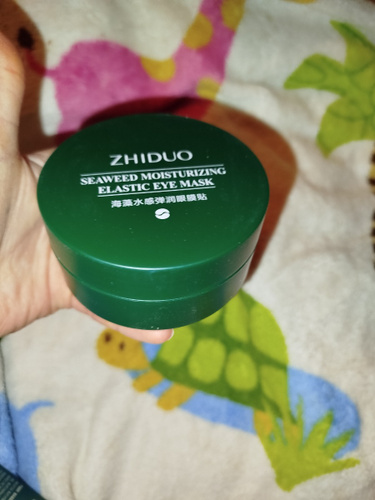 ZHIDUO
SEAWEED MOISTURIZING
ELASTIC EYE MASK
海藻水感弹润眼膜贴